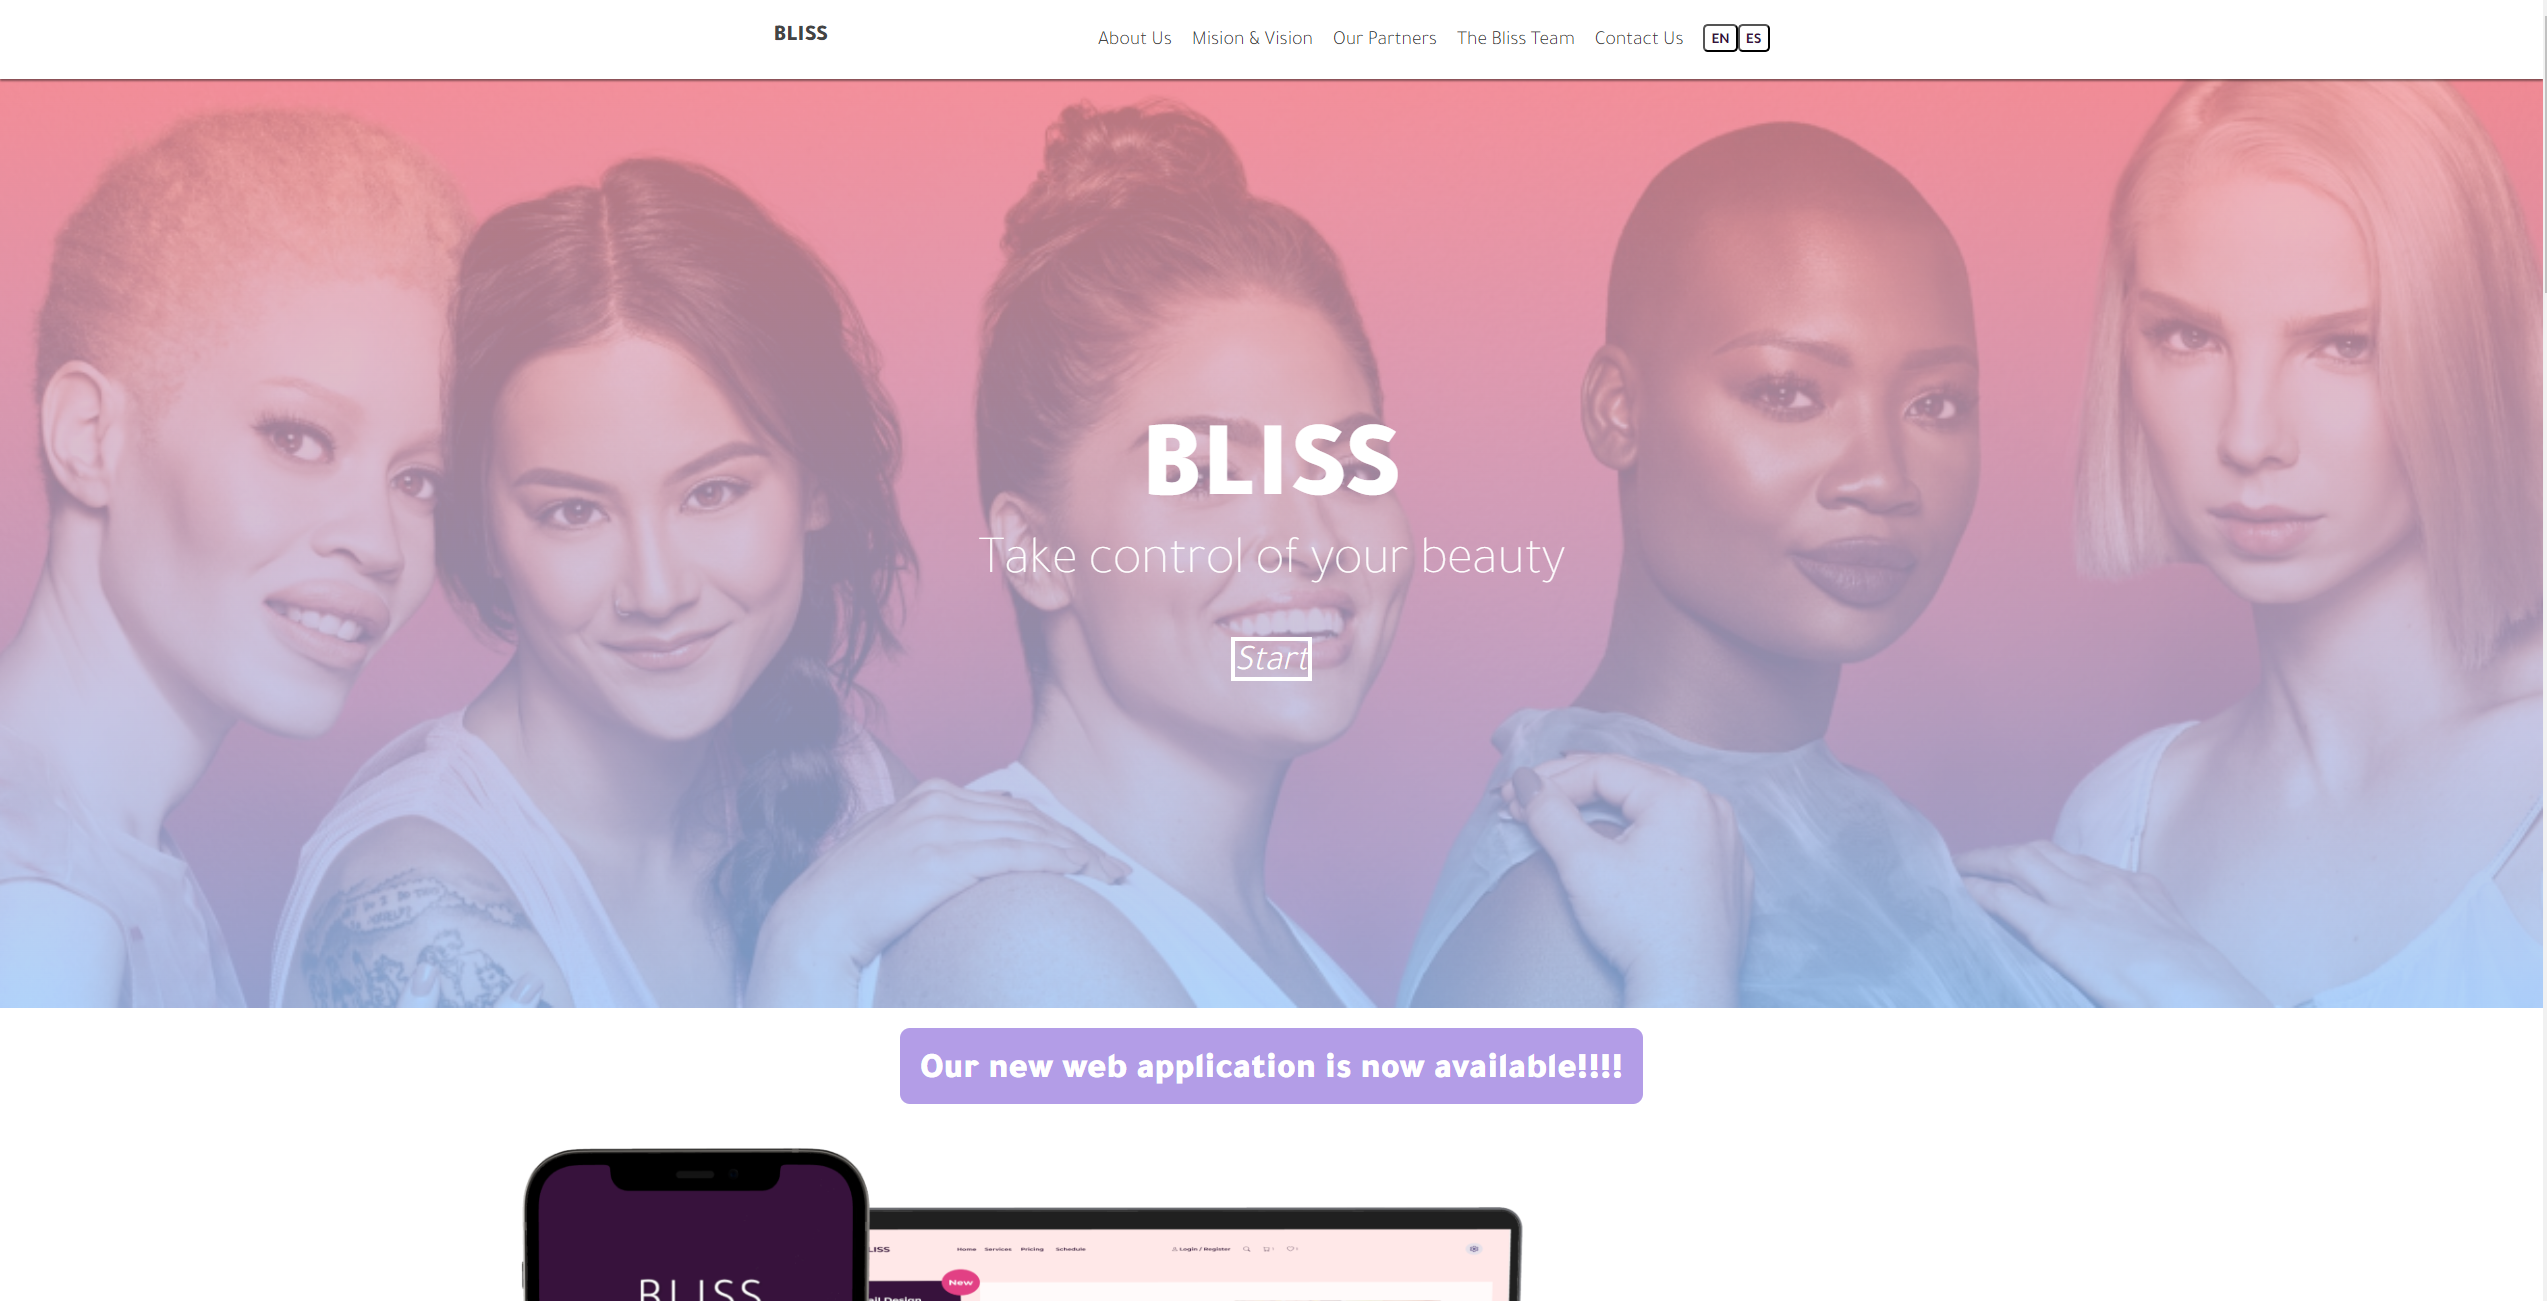 BLISS
About Us Mision & Vision Our Partners The Bliss Team Contact Us EN ES
BLISS
Take control of your beauty
Start
Our new web application is now available!!!!
LISS Home Services Pricing Schedule Login / Register
New
BLISS
ail Design